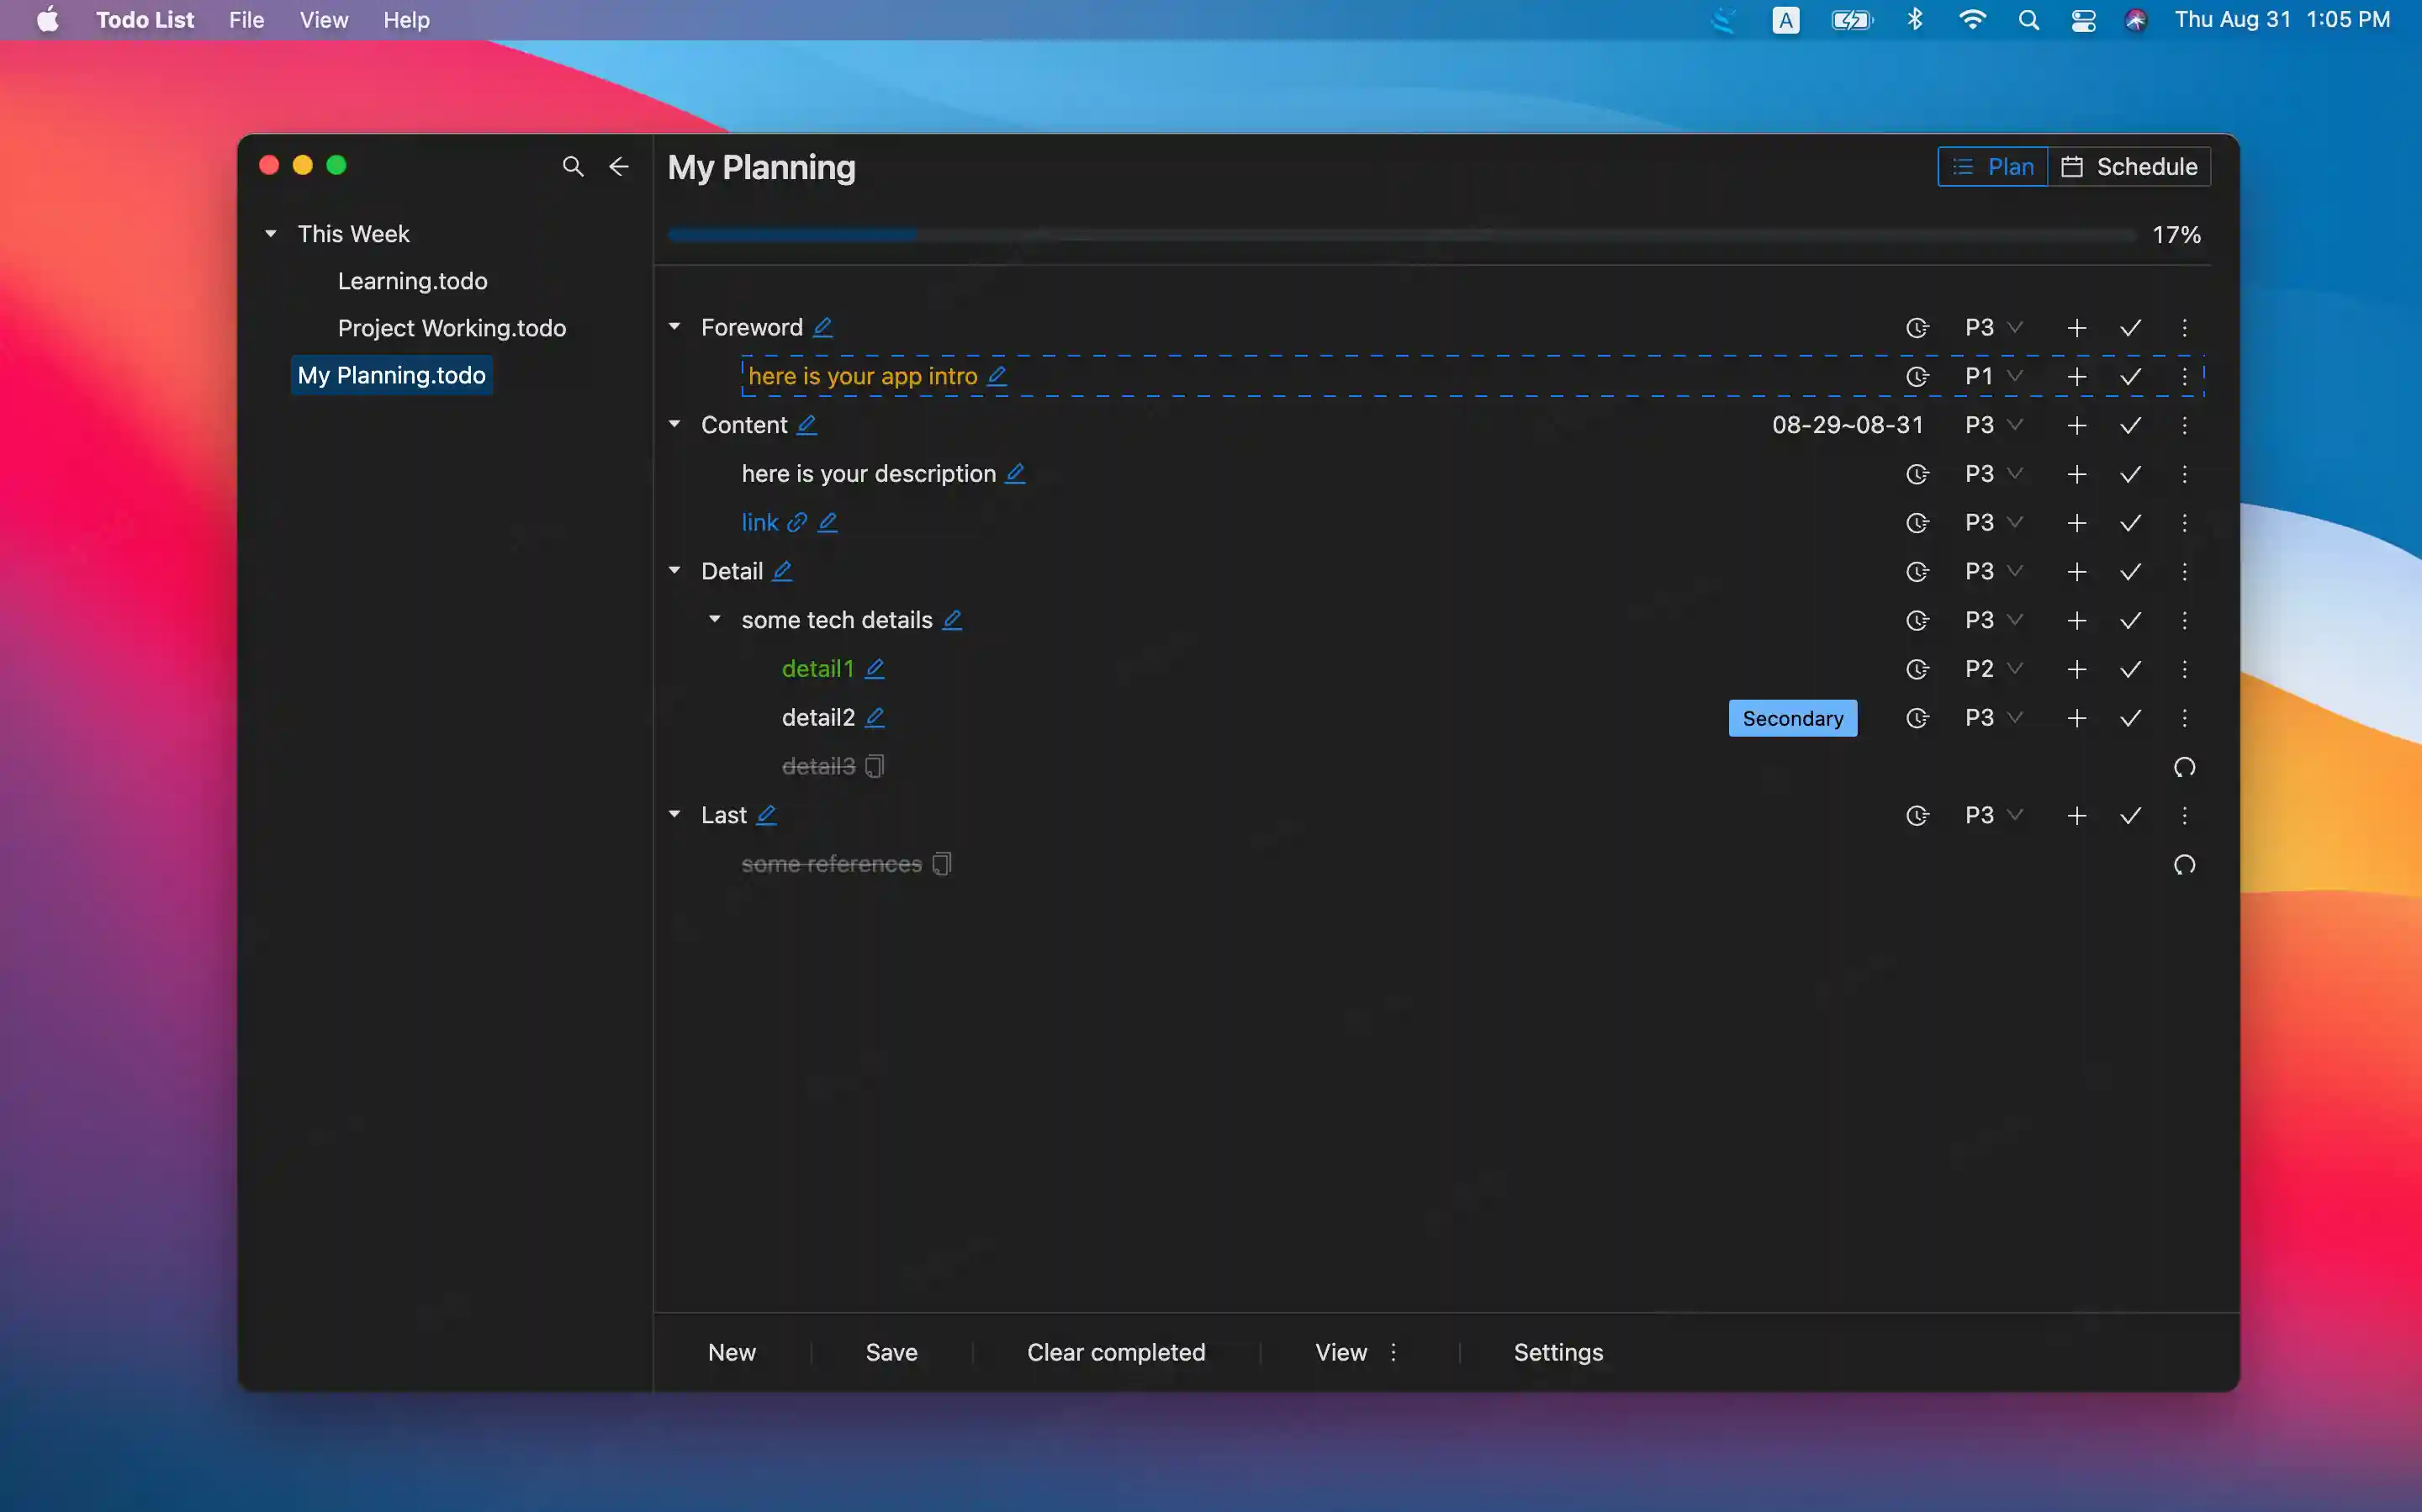 Todo List File View Help A Thu Aug 31 1:05 PM
My Planning
Plan Schedule
17%
This Week
Learning.todo
Project Working.todo
My Planning.todo
Foreword P3
here is your app intro P1
Content 08-29~08-31 P3
here is your description P3
link P3
Detail P3
some tech details P3
detail1 P2
detail2 Secondary P3
detail3
Last P3
some references
New Save Clear completed View Settings